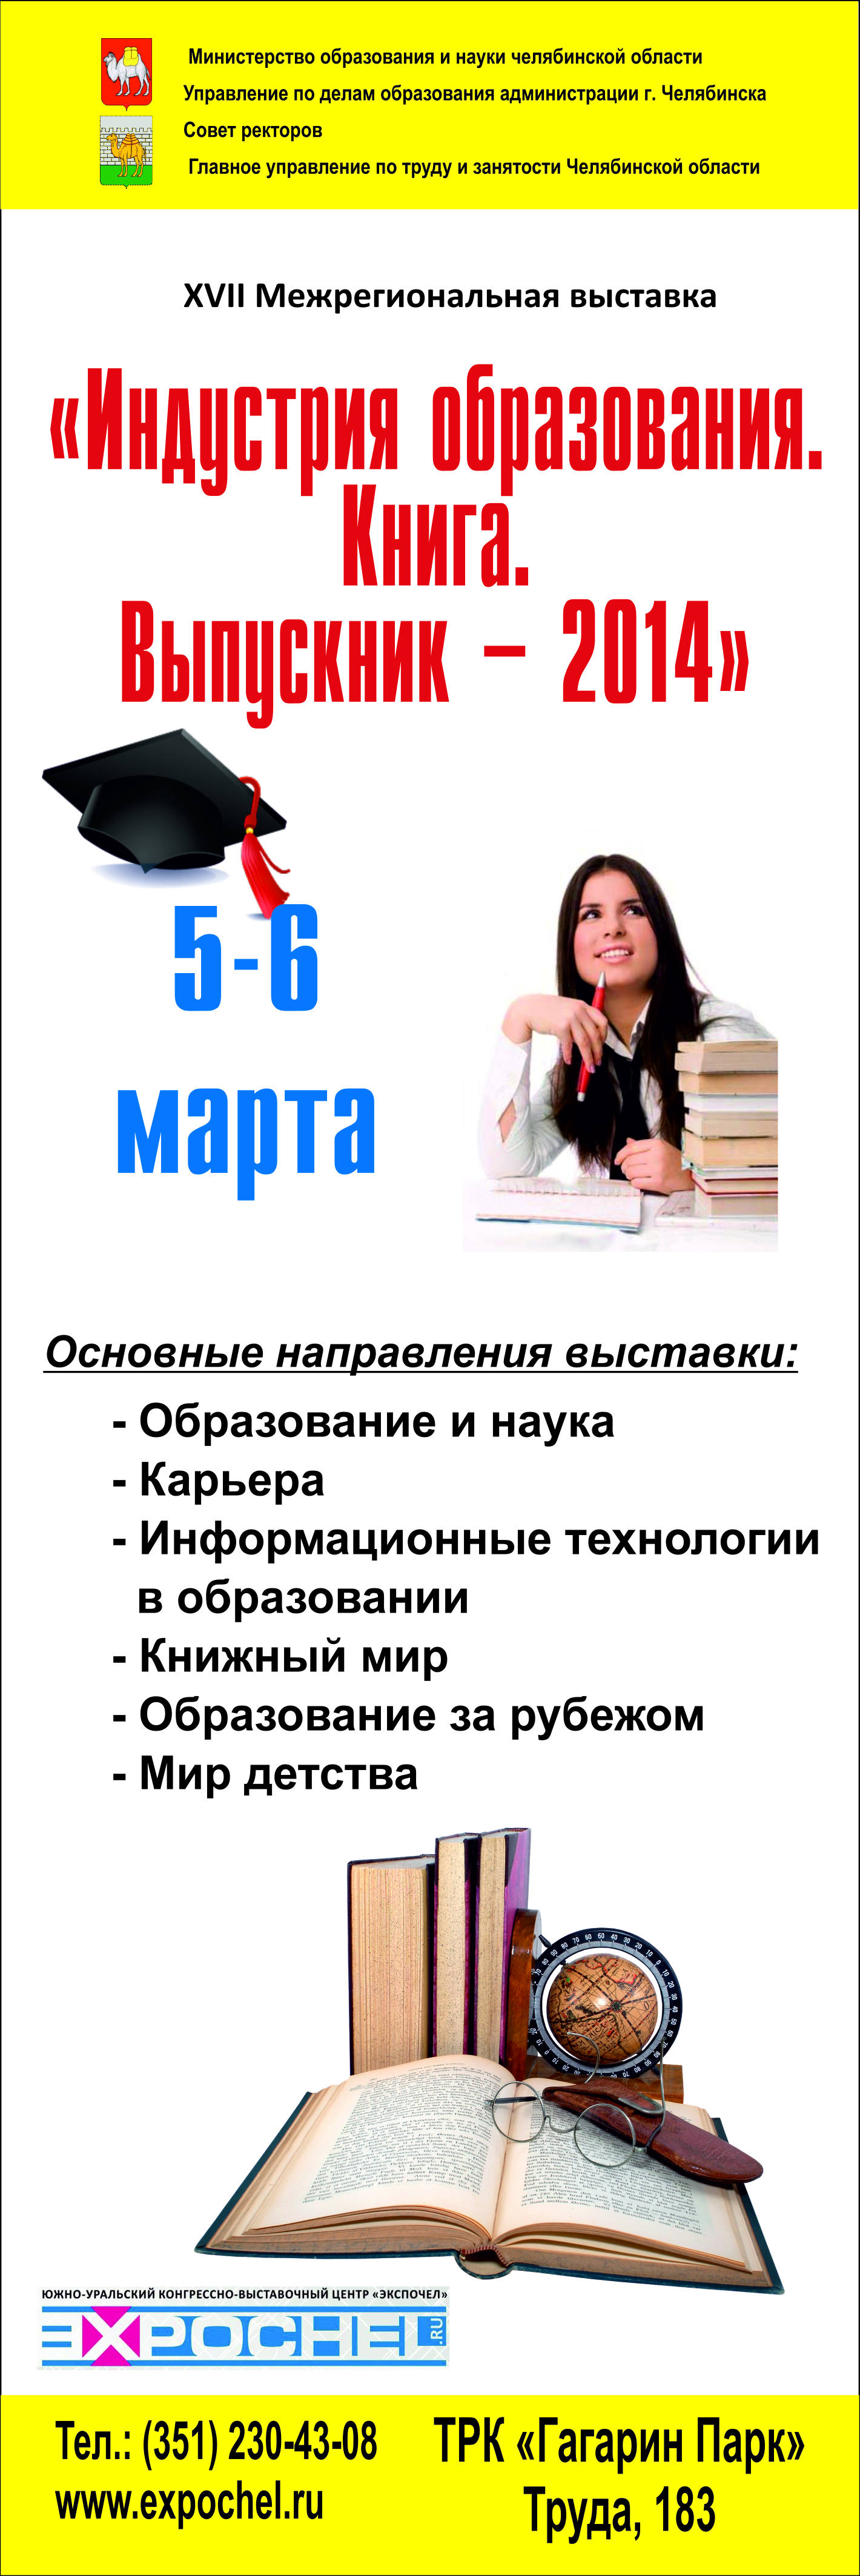 Министерство образования и науки челябинской области
Управление по делам образования администрации г. Челябинска
Совет ректоров
Главное управление по труду и занятости Челябинской области
XVII Межрегиональная выставка
«Индустрия образования.
Книга.
Выпускник – 2014»
5-6
марта
Основные направления выставки:
- Образование и наука
- Карьера
- Информационные технологии
в образовании
- Книжный мир
- Образование за рубежом
- Мир детства
ЮЖНО-УРАЛЬСКИЙ КОНГРЕССНО-ВЫСТАВОЧНЫЙ ЦЕНТР «ЭКСПОЧЕЛ»
EXPOCHEL.RU
Тел.: (351) 230-43-08
www.expochel.ru
ТРК «Гагарин Парк»
Труда, 183